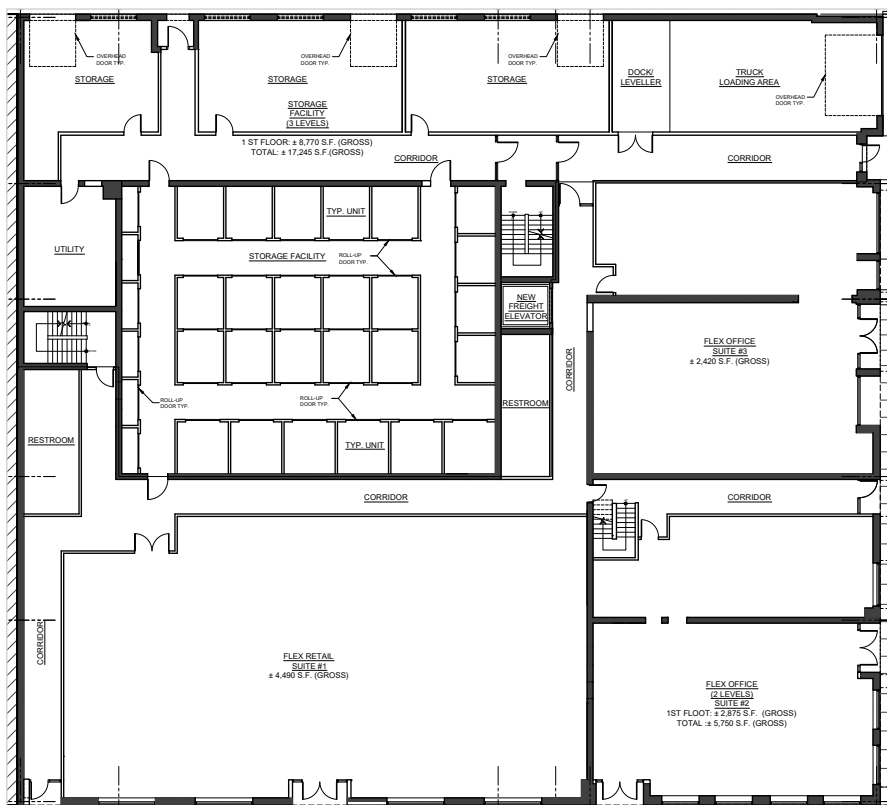 OVERHEAD
DOOR TYP.
STORAGE
OVERHEAD
DOOR TYP.
STORAGE
STORAGE
FACILITY
(3 LEVELS)
1 ST FLOOR: ± 8,770 S.F. (GROSS)
TOTAL: ± 17,245 S.F.(GROSS)
OVERHEAD
DOOR TYP.
STORAGE
DOCK/
LEVELLER
TRUCK
LOADING AREA
OVERHEAD
DOOR TYP.
CORRIDOR
CORRIDOR
TYP. UNIT
UTILITY
STORAGE FACILITY
ROLL-UP
DOOR TYP.
NEW
FREIGHT
ELEVATOR
FLEX OFFICE
SUITE #3
± 2,420 S.F. (GROSS)
CORRIDOR
ROLL-UP
DOOR TYP.
ROLL-UP
DOOR TYP.
RESTROOM
RESTROOM
TYP. UNIT
CORRIDOR
CORRIDOR
CORRIDOR
FLEX RETAIL
SUITE #1
± 4,490 S.F. (GROSS)
FLEX OFFICE
(2 LEVELS)
SUITE #2
1ST FLOOT: ± 2,875 S.F. (GROSS)
TOTAL :± 5,750 S.F. (GROSS)